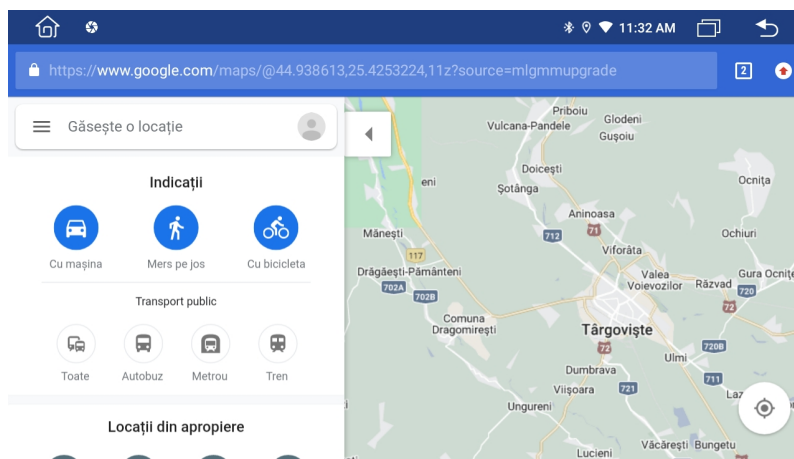 11:32 AM
https://www.google.com/maps/@44.938613,25.4253224,11z?source=mlgmmupgrade
2
Găsește o locație
Indicații
Cu mașina
Mers pe jos
Cu bicicleta
Transport public
Toate
Autobuz
Metrou
Tren
Locații din apropiere
Priboiu
Vulcana-Pandele
Glodeni
Gușoiu
Doicești
eni
Șotânga
Ocnița
Aninoasa
71
712
Mănești
Ochiuri
117
Viforâta
Drăgăești-Pământeni
Valea
Voievozilor
Răzvad
Gura Ocnițe
702A
702B
720
72
Comuna
Dragomirești
Târgoviște
72
720B
Ulmi
Dumbrava
711
Viișoara
721
Laz
Ungureni
Văcărești
Bungetu
Lucieni